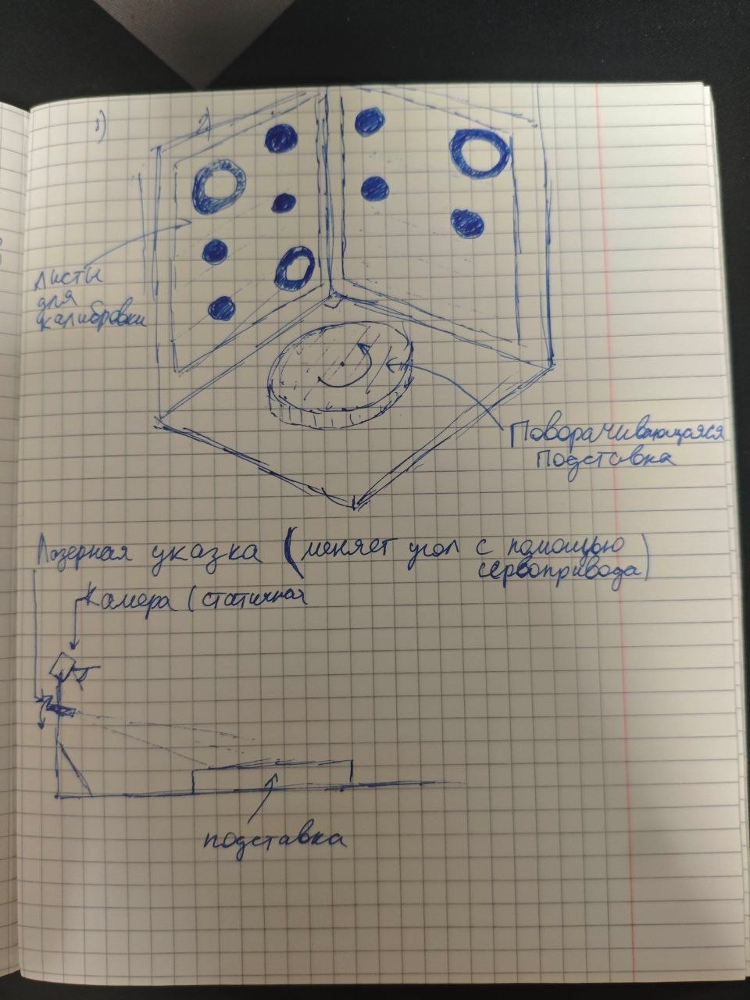 1)
2)
Листы
для
калибровки
Поворачивающаяся
подставка
Лазерная указка (меняет угол с помощью
сервопривода)
Камера (статичная
подставка